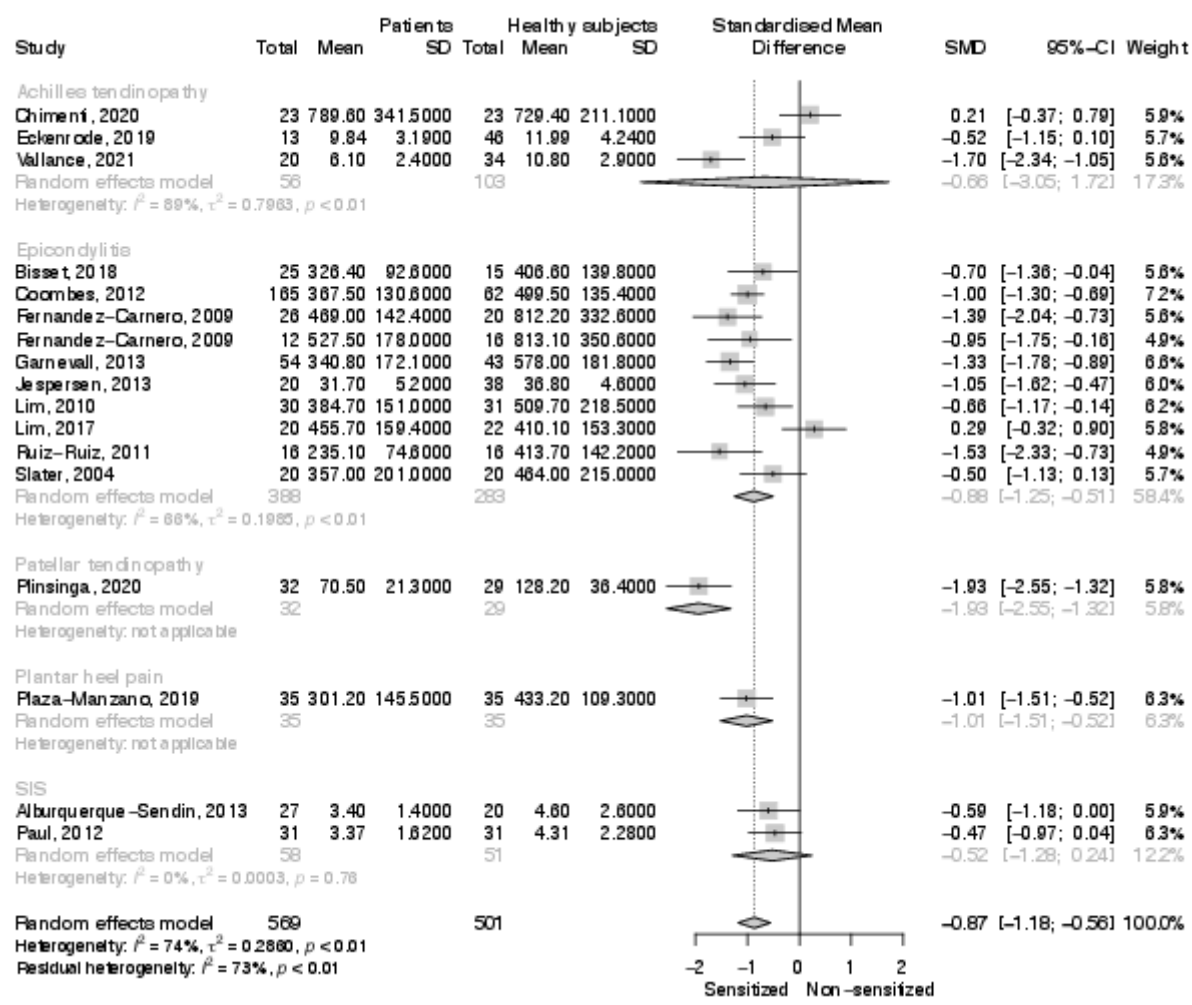 Patients Healthy subjects Standardised Mean
Study Total Mean SD Total Mean SD Difference SMD 95%-CI Weight
Achilles tendinopathy
Chimenti, 2020 23 789.60 341.5000 23 729.40 211.1000 0.21 [-0.37; 0.79] 5.9%
Eckenrode, 2019 13 9.84 3.1900 46 11.99 4.2400 -0.52 [-1.15; 0.10] 5.7%
Vallance, 2021 20 6.10 2.4000 34 10.80 2.9000 -1.70 [-2.34; -1.05] 5.6%
Random effects model 56 103 -0.66 [-3.05; 1.72] 17.3%
Heterogeneity: I² = 89%, τ² = 0.7963, p < 0.01
Epicondylitis
Bisset, 2018 25 326.40 92.6000 15 406.60 139.8000 -0.70 [-1.36; -0.04] 5.6%
Coombes, 2012 165 367.50 130.6000 62 499.50 135.4000 -1.00 [-1.30; -0.69] 7.2%
Fernandez-Carnero, 2009 26 469.00 142.4000 20 812.20 332.6000 -1.39 [-2.04; -0.73] 5.6%
Fernandez-Carnero, 2009 12 527.50 178.0000 16 813.10 350.6000 -0.95 [-1.75; -0.16] 4.9%
Garnevall, 2013 54 340.80 172.1000 43 578.00 181.8000 -1.33 [-1.78; -0.89] 6.6%
Jespersen, 2013 20 31.70 5.2000 38 36.80 4.6000 -1.05 [-1.62; -0.47] 6.0%
Lim, 2010 30 384.70 151.0000 31 509.70 218.5000 -0.66 [-1.17; -0.14] 6.2%
Lim, 2017 20 455.70 159.4000 22 410.10 153.3000 0.29 [-0.32; 0.90] 5.8%
Ruiz-Ruiz, 2011 16 235.10 74.6000 16 413.70 142.2000 -1.53 [-2.33; -0.73] 4.9%
Slater, 2004 20 357.00 201.0000 20 464.00 215.0000 -0.50 [-1.13; 0.13] 5.7%
Random effects model 388 283 -0.88 [-1.25; -0.51] 58.4%
Heterogeneity: I² = 66%, τ² = 0.1985, p < 0.01
Patellar tendinopathy
Plinsinga, 2020 32 70.50 21.3000 29 128.20 36.4000 -1.93 [-2.55; -1.32] 5.8%
Random effects model 32 29 -1.93 [-2.55; -1.32] 5.8%
Heterogeneity: not applicable
Plantar heel pain
Plaza-Manzano, 2019 35 301.20 145.5000 35 433.20 109.3000 -1.01 [-1.51; -0.52] 6.3%
Random effects model 35 35 -1.01 [-1.51; -0.52] 6.3%
Heterogeneity: not applicable
SIS
Alburquerque-Sendin, 2013 27 3.40 1.4000 20 4.60 2.6000 -0.59 [-1.18; 0.00] 5.9%
Paul, 2012 31 3.37 1.6200 31 4.31 2.2800 -0.47 [-0.97; 0.04] 6.3%
Random effects model 58 51 -0.52 [-1.28; 0.24] 12.2%
Heterogeneity: I² = 0%, τ² = 0.0003, p = 0.76
Random effects model 569 501 -0.87 [-1.18; -0.56] 100.0%
Heterogeneity: I² = 74%, τ² = 0.2860, p < 0.01
Residual heterogeneity: I² = 73%, p < 0.01
-2 -1 0 1 2
Sensitized Non-sensitized